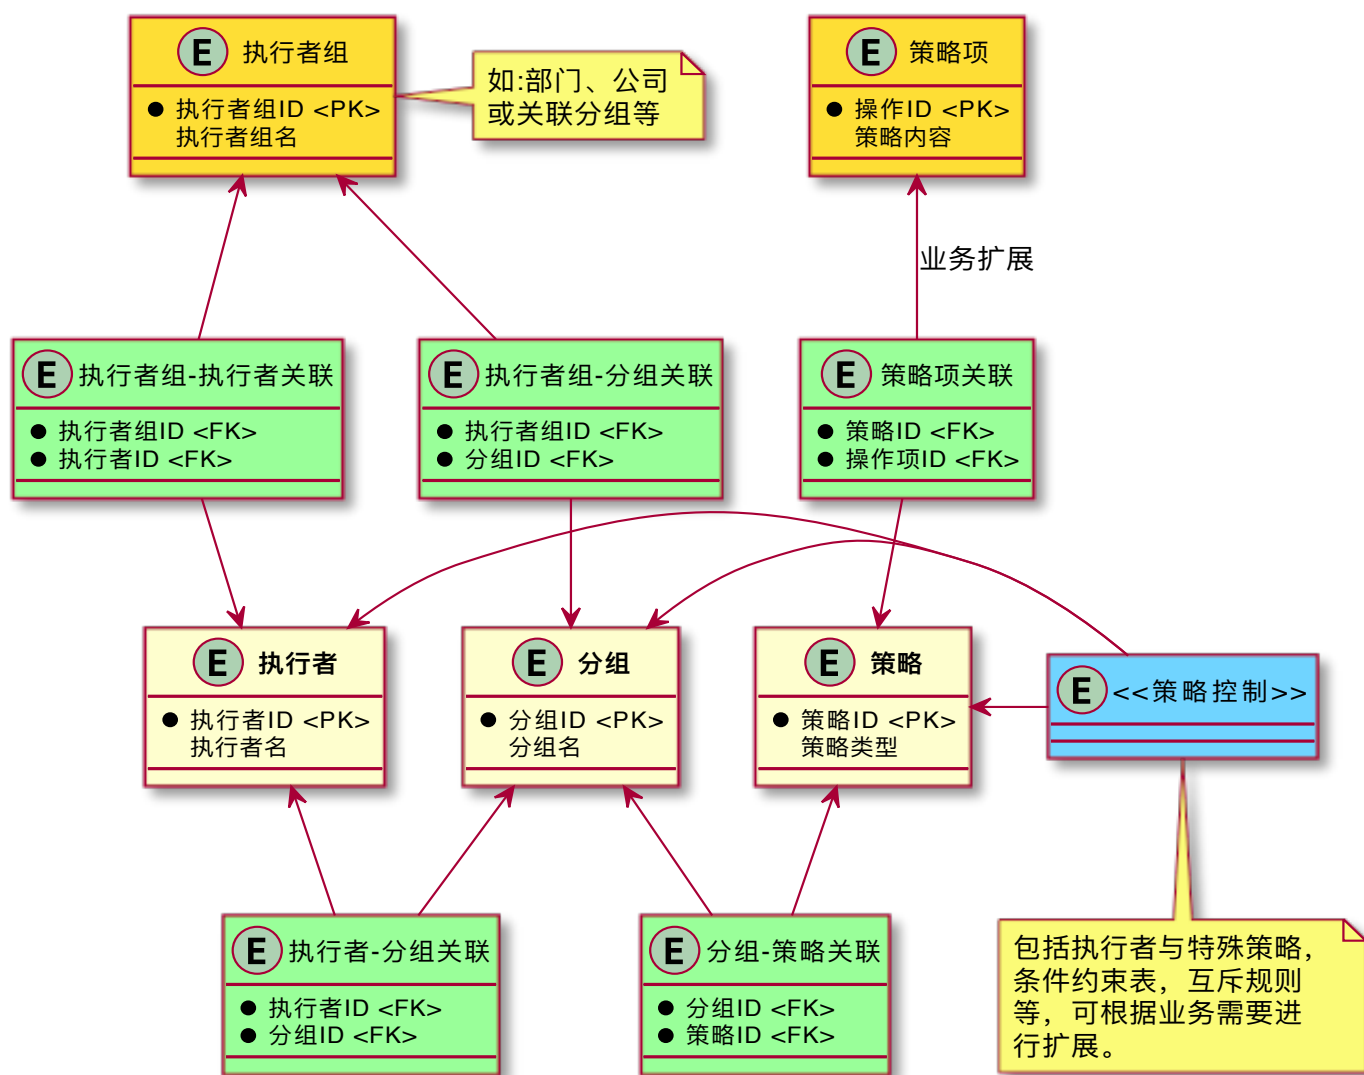 E 执行者组
执行者组ID <PK>
执行者组名
如:部门、公司
或关联分组等
E 策略项
操作ID <PK>
策略内容
业务扩展
E 执行者组-执行者关联
执行者组ID <FK>
执行者ID <FK>
E 执行者组-分组关联
执行者组ID <FK>
分组ID <FK>
E 策略项关联
策略ID <FK>
操作项ID <FK>
E 执行者
执行者ID <PK>
执行者名
E 分组
分组ID <PK>
分组名
E 策略
策略ID <PK>
策略类型
E <<策略控制>>
E 执行者-分组关联
执行者ID <FK>
分组ID <FK>
E 分组-策略关联
分组ID <FK>
策略ID <FK>
包括执行者与特殊策略，
条件约束表，互斥规则
等，可根据业务需要进
行扩展。